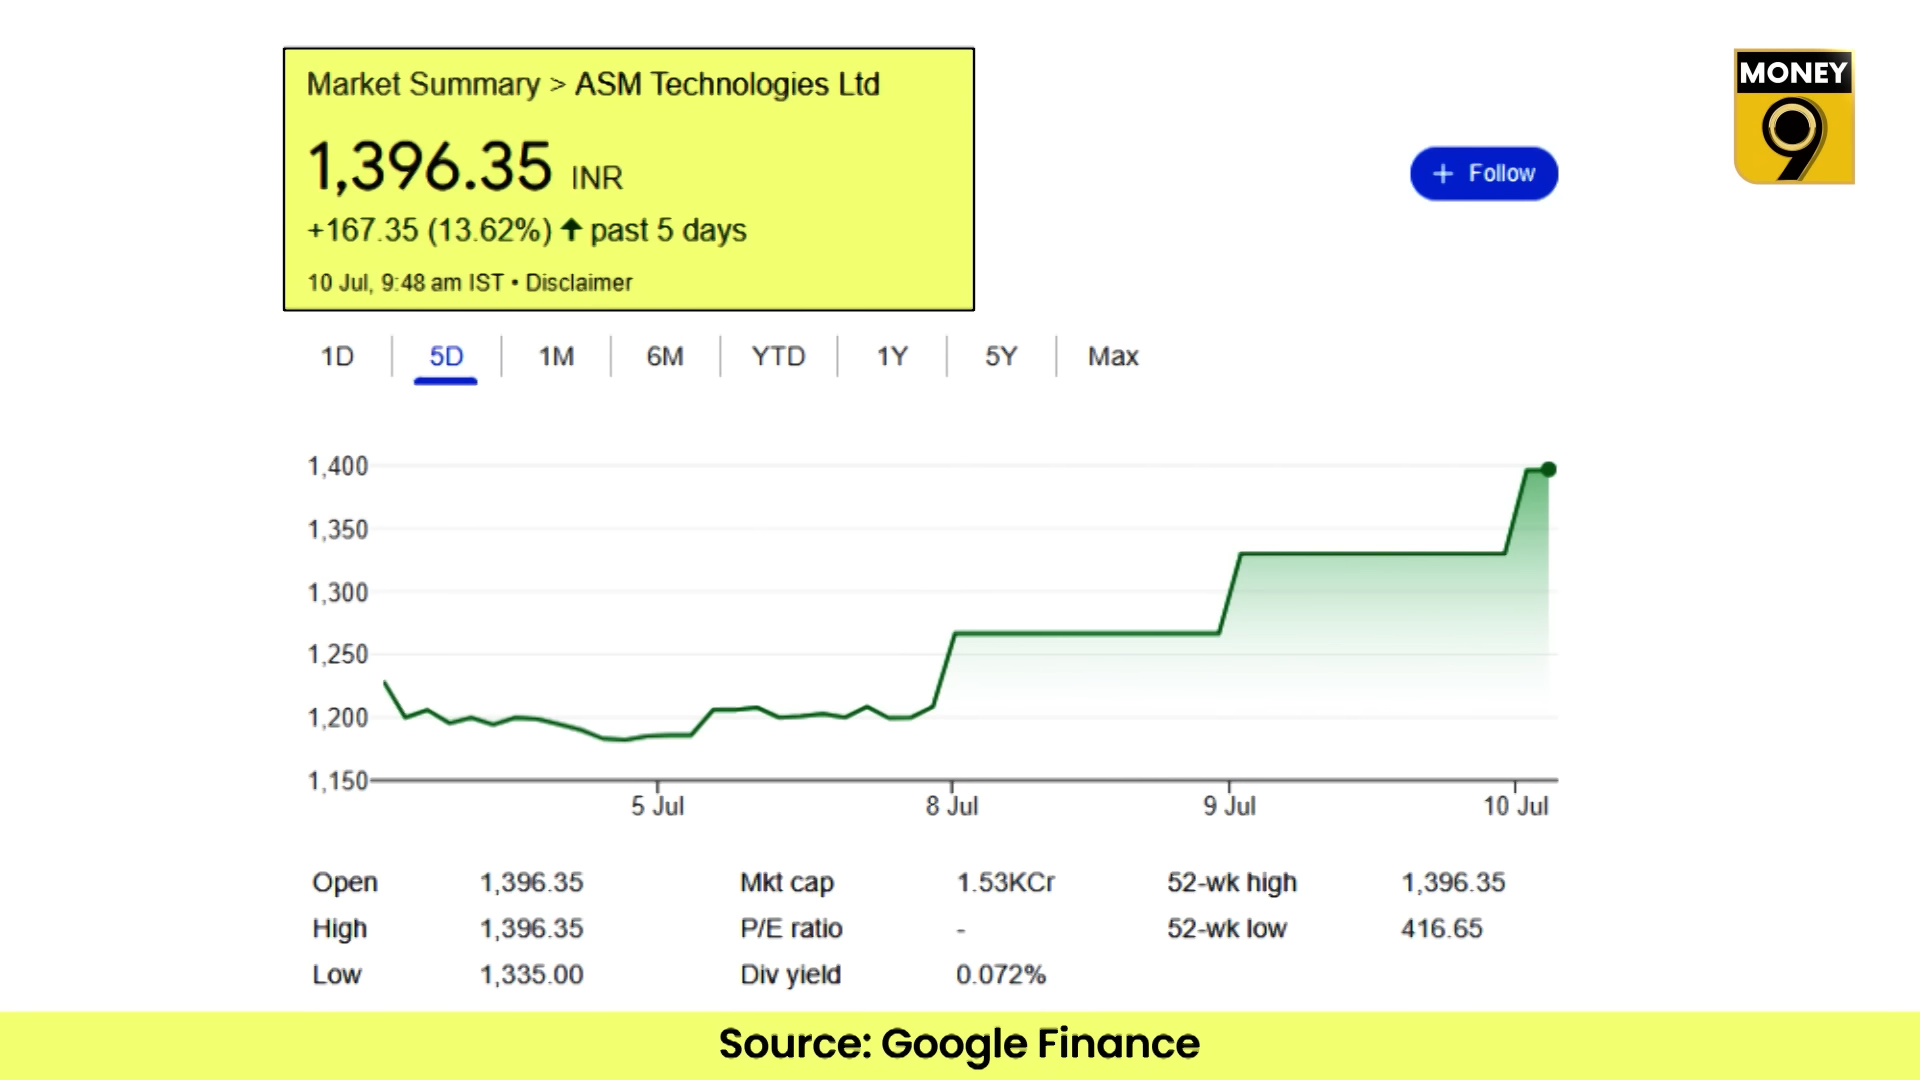 Market Summary > ASM Technologies Ltd
1,396.35 INR
+167.35 (13.62%) ↑ past 5 days
10 Jul, 9:48 am IST • Disclaimer
MONEY
9
+ Follow
1D 5D 1M 6M YTD 1Y 5Y Max
1,400
1,350
1,300
1,250
1,200
1,150
5 Jul 8 Jul 9 Jul 10 Jul
Open 1,396.35 Mkt cap 1.53KCr 52-wk high 1,396.35
High 1,396.35 P/E ratio - 52-wk low 416.65
Low 1,335.00 Div yield 0.072%
Source: Google Finance